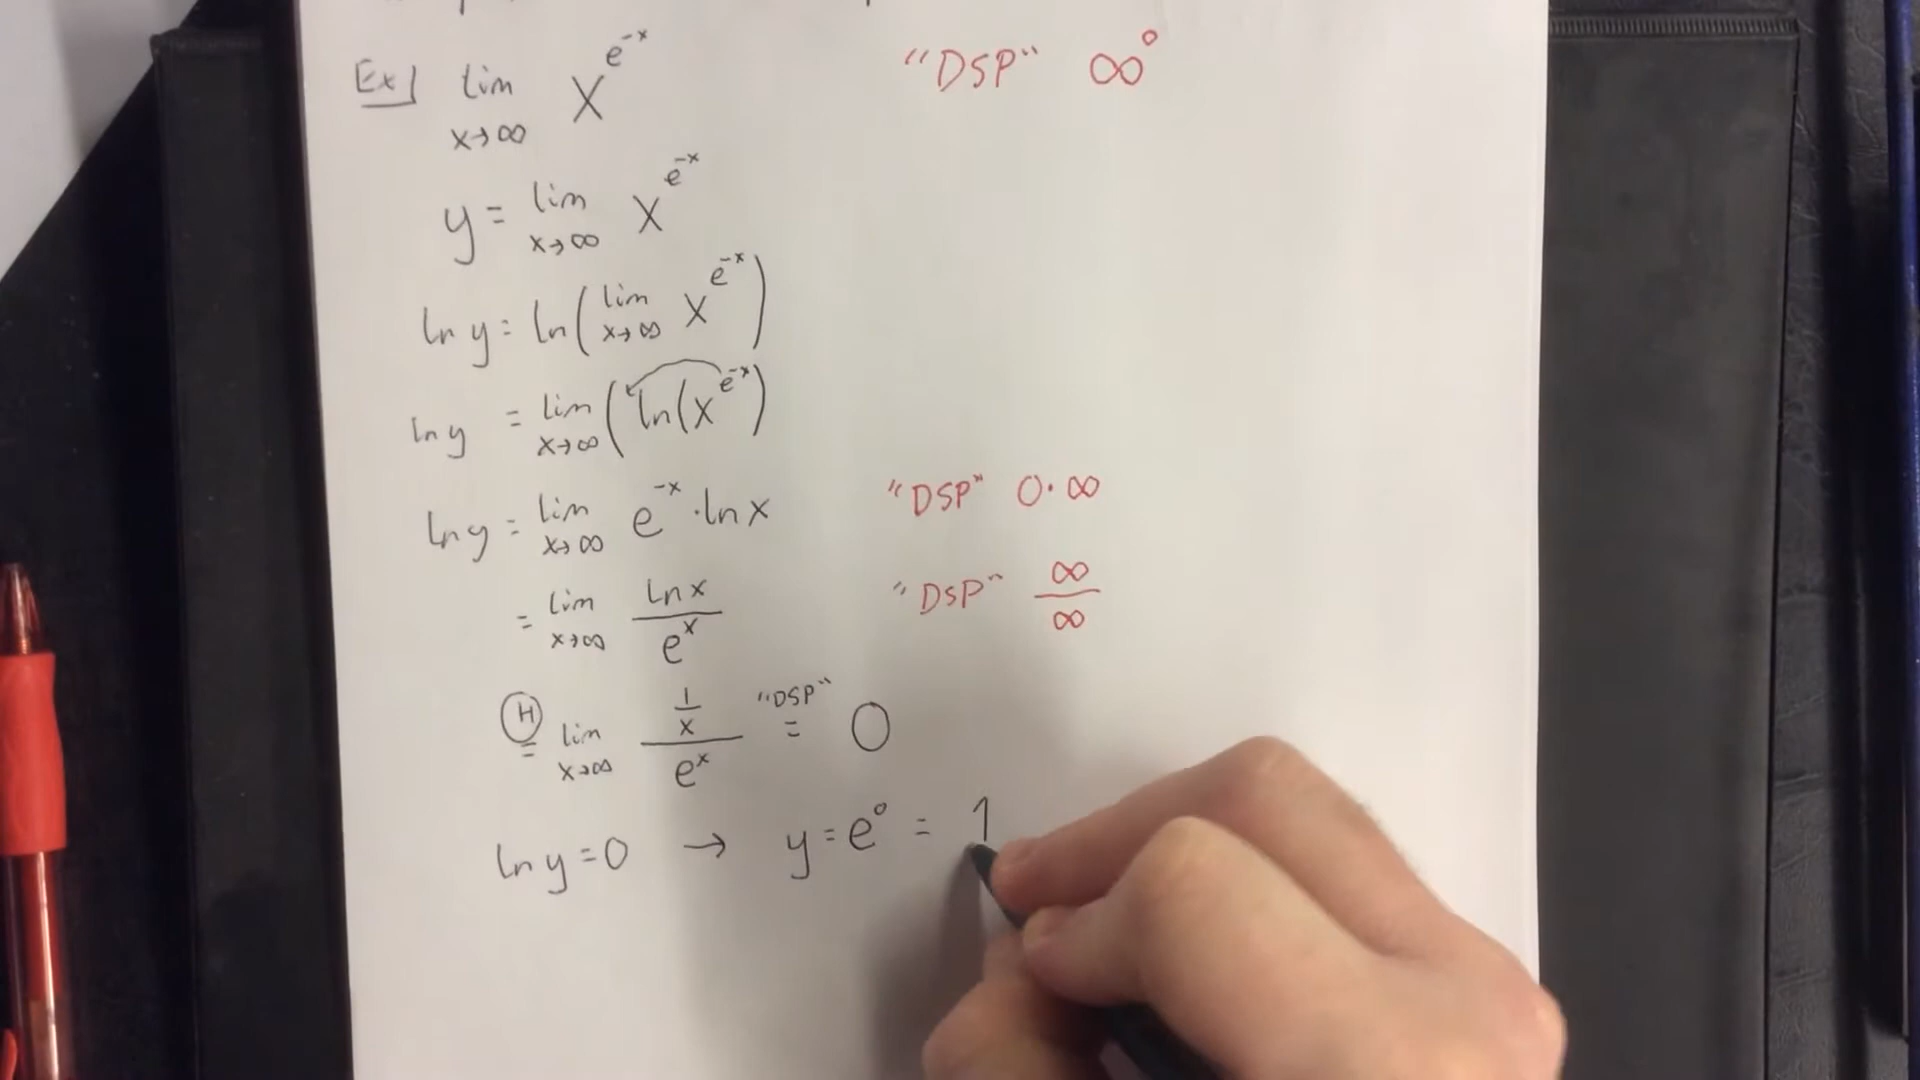 Ex] lim x→∞ x^{e^{-x}} "DSP" ∞^0
y = lim x→∞ x^{e^{-x}}
ln y = ln( lim x→∞ x^{e^{-x}} )
ln y = lim x→∞ ( ln(x^{e^{-x}})
ln y = lim x→∞ e^{-x} · ln x "DSP" 0·∞
= lim x→∞ ln x / e^x "DSP" ∞/∞
Ⓗ= lim x→∞ (1/x) / e^x "DSP" = 0
ln y = 0 → y = e^0 = 1